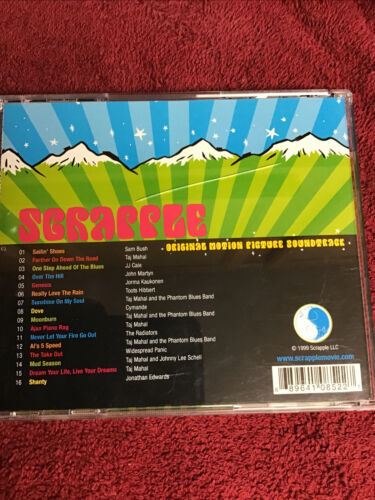 SCRAPPLE
ORIGINAL MOTION PICTURE SOUNDTRACK
01 Sailin' Shoes Sam Bush
02 Farther On Down The Road Taj Mahal
03 One Step Ahead Of The Blues JJ Cale
04 Over The Hill John Martyn
05 Genesis Jorma Kaukonen
06 Really Love The Rain Toots Hibbert
07 Sunshine On My Soul Taj Mahal and the Phantom Blues Band
08 Dove Cymande
09 Moonburn Taj Mahal
10 Ajax Piano Rag Taj Mahal
11 Never Let Your Fire Go Out The Radiators
12 Al's 5 Speed Taj Mahal and the Phantom Blues Band
13 The Take Out Widespread Panic
14 Mud Season Taj Mahal and Johnny Lee Schell
15 Dream Your Life, Live Your Dreams Taj Mahal
16 Shanty Jonathan Edwards
© 1999 Scrapple LLC
www.scrapplemovie.com
89641 08522